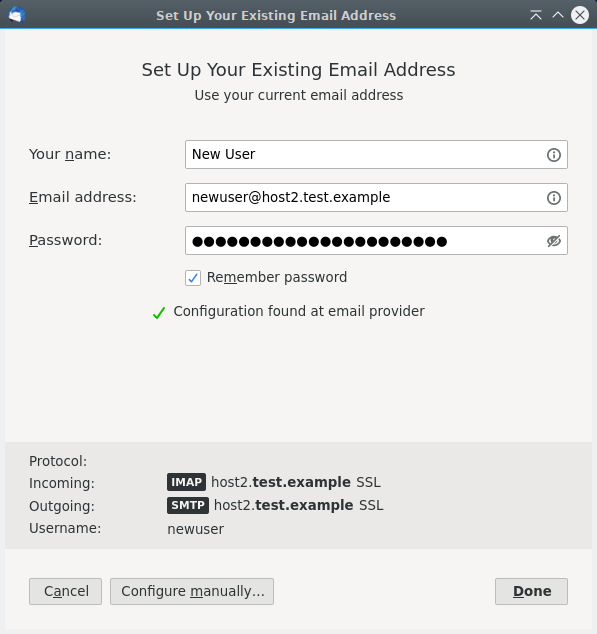 Set Up Your Existing Email Address
Set Up Your Existing Email Address
Use your current email address
Your name: New User
Email address: newuser@host2.test.example
Password: ●●●●●●●●●●●●●●●●●●●●●●
Remember password
Configuration found at email provider
Protocol:
Incoming: IMAP host2.test.example SSL
Outgoing: SMTP host2.test.example SSL
Username: newuser
Cancel Configure manually... Done